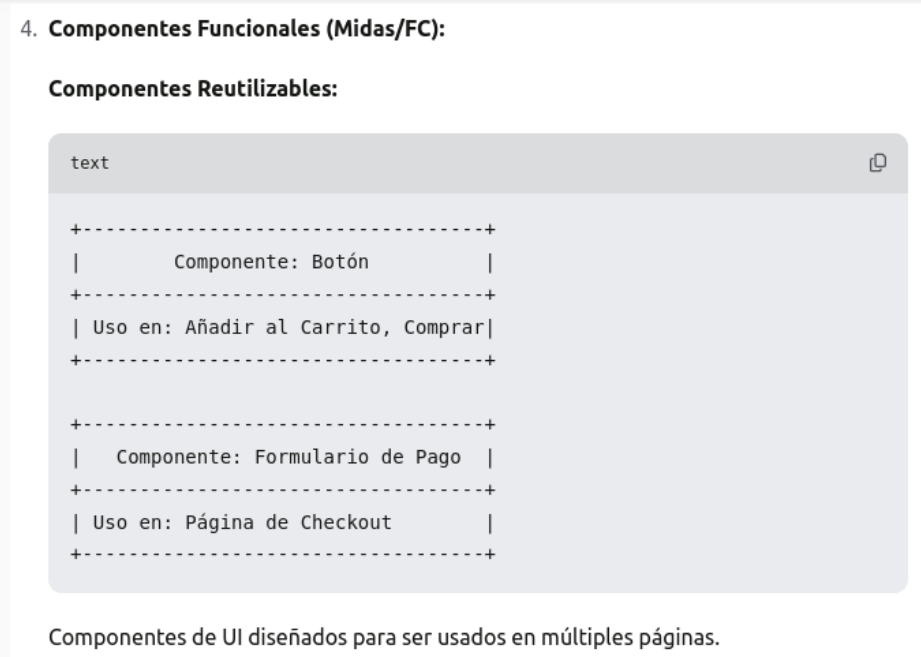 4. Componentes Funcionales (Midas/FC):
Componentes Reutilizables:
text
+-----------------------------------+
|        Componente: Botón          |
+-----------------------------------+
| Uso en: Añadir al Carrito, Comprar|
+-----------------------------------+
+-----------------------------------+
|   Componente: Formulario de Pago  |
+-----------------------------------+
| Uso en: Página de Checkout        |
+-----------------------------------+
Componentes de UI diseñados para ser usados en múltiples páginas.